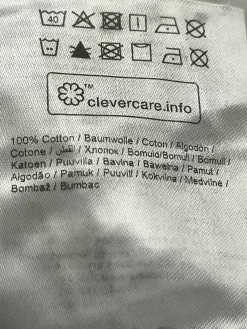 40
™
clevercare.info
100% Cotton / Baumwolle / Coton / Algodón /
Cotone / قطن / Хлопок / Bomuld/Bomull / Bomull /
Katoen / Puuvilla / Bavlna / Bawełna / Pamut /
Algodão / Pamuk / Puuvill / Kokvilna / Medvilnė /
Bombaž / Bumbac